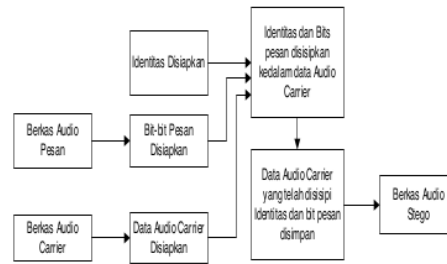 Identitas Disiapkan
Identitas dan Bits
pesan disisipkan
kedalam data Audio
Carrier
Berkas Audio
Pesan
Bit-bit Pesan
Disiapkan
Data Audio Carrier
yang telah disisipi
Identitas dan bit pesan
disimpan
Berkas Audio
Stego
Berkas Audio
Carrier
Data Audio Carrier
Disiapkan